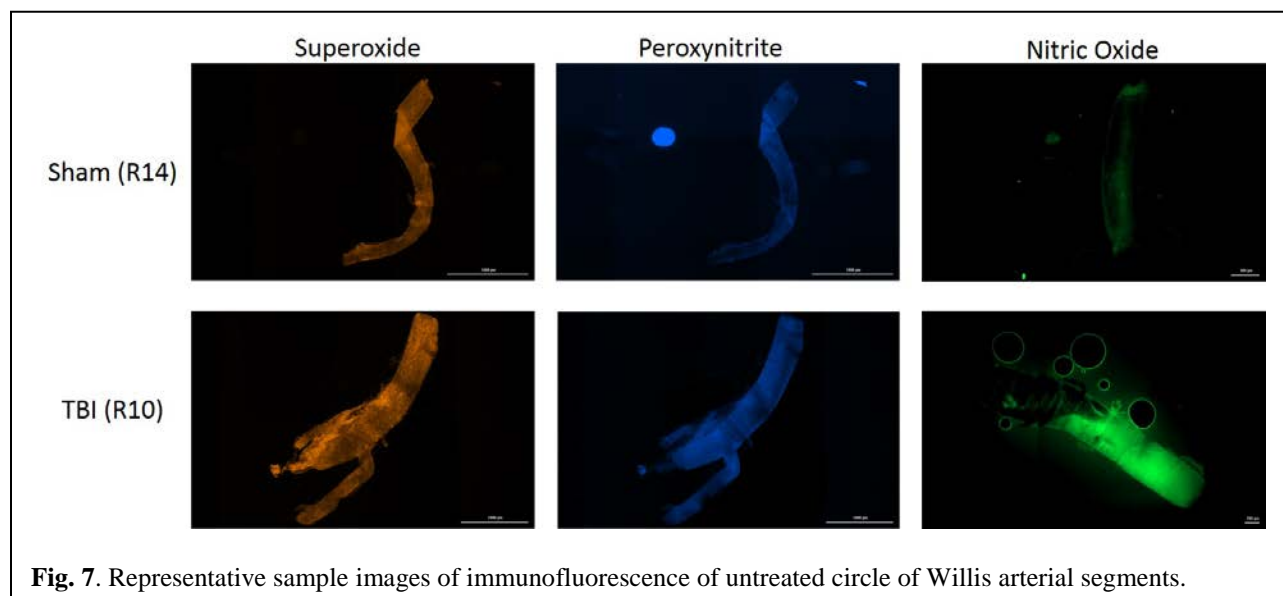 Superoxide Peroxynitrite Nitric Oxide
Sham (R14)
TBI (R10)
Fig. 7. Representative sample images of immunofluorescence of untreated circle of Willis arterial segments.